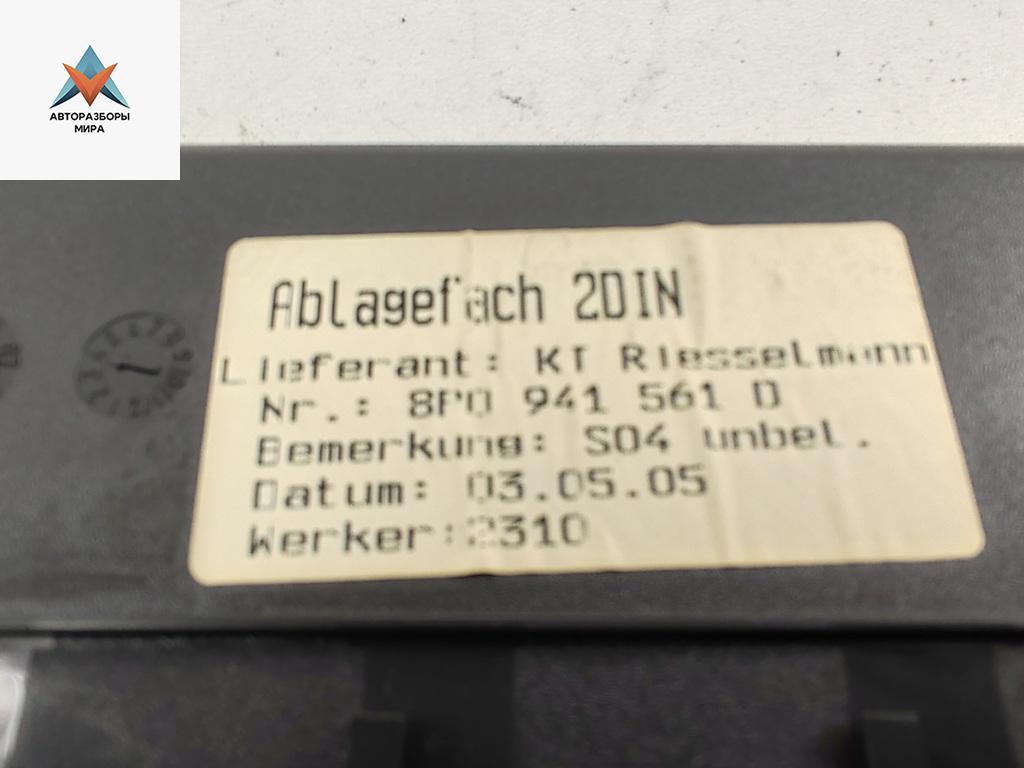 АВТОРАЗБОРЫ
МИРА
Ablagefach 2DIN
Lieferant: KT Riesselmann
Nr.: 8P0 941 561 D
Bemerkung: S04 unbel.
Datum: 03.05.05
Werker:2310